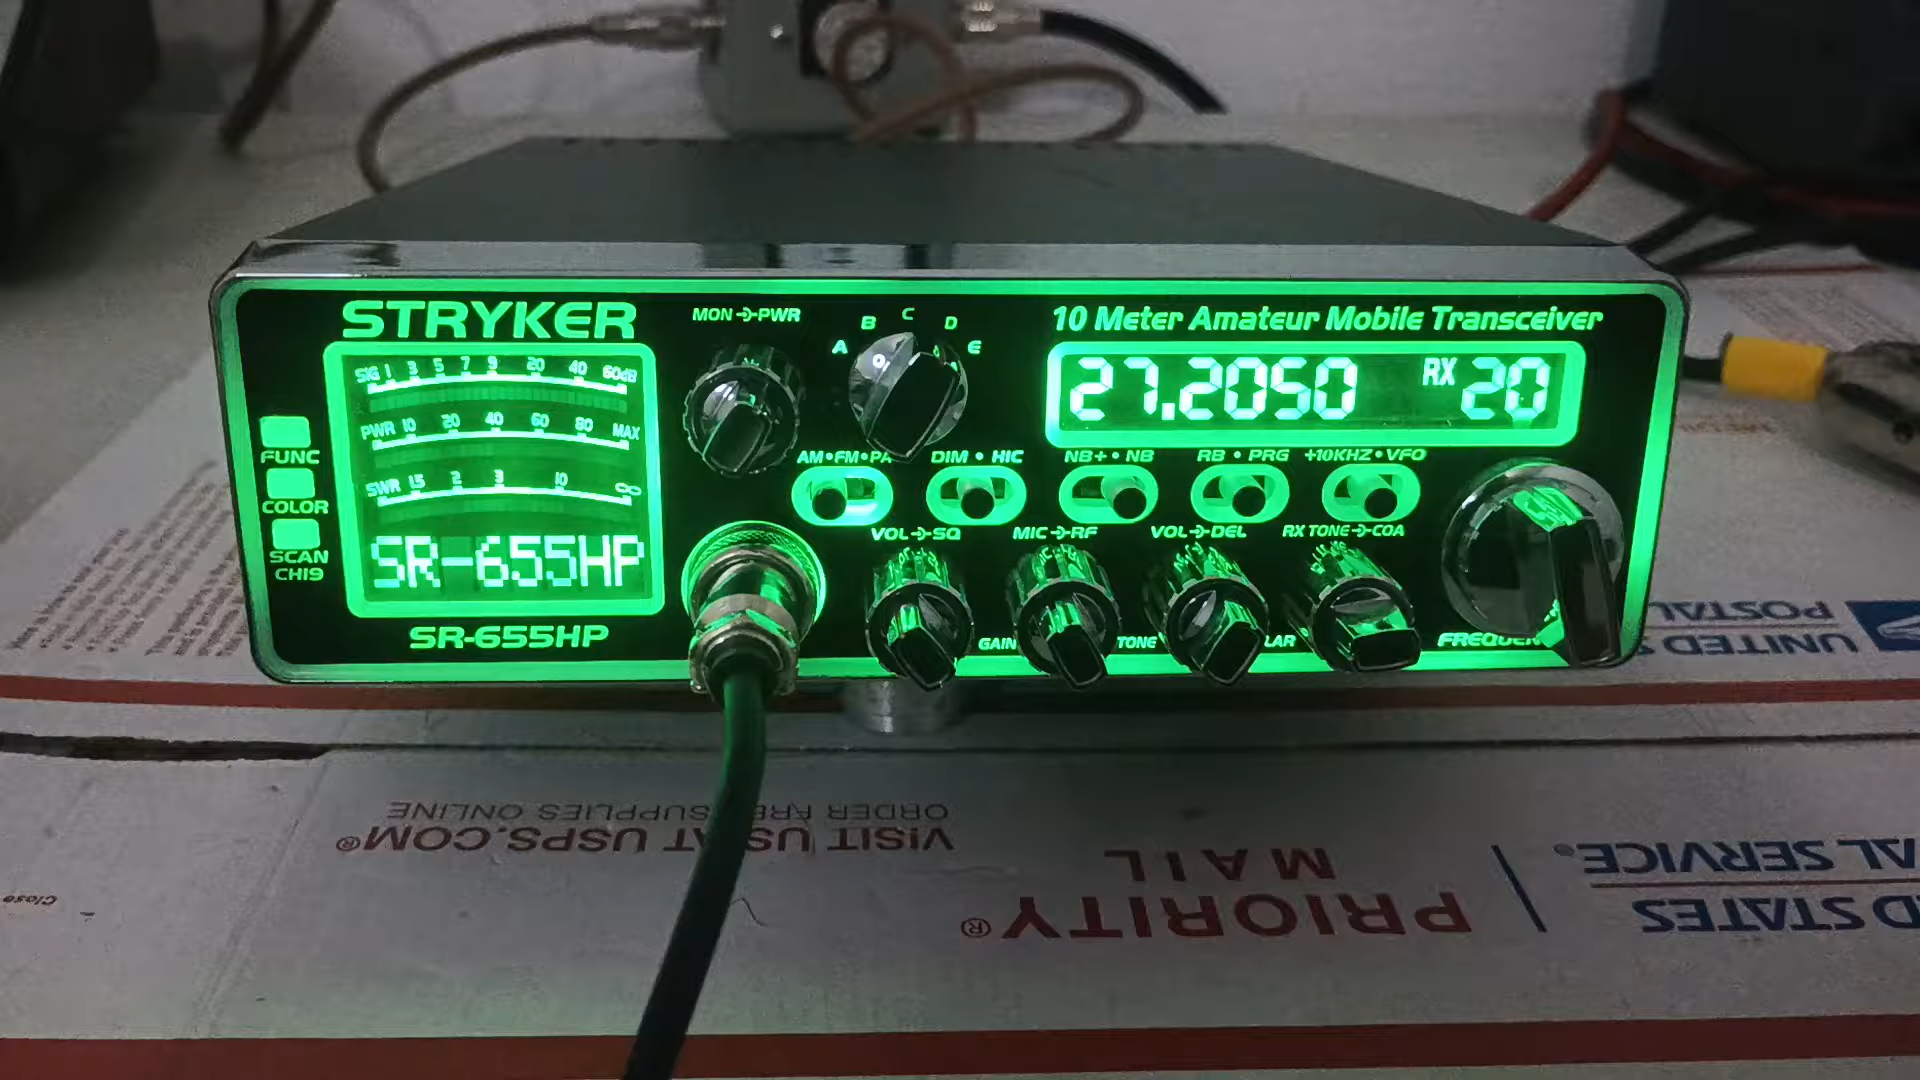 STRYKER
SIG 1 3 5 7 9 20 40 60dB
PWR 10 20 40 60 80 MAX
SWR 1.5 2 3 10 ∞
SR-655HP
SR-655HP
FUNC
COLOR
SCAN
CH19
MON PWR
A B C D E
10 Meter Amateur Mobile Transceiver
27.2050 RX 20
AM•FM•PA
DIM • HIC
NB+ • NB
RB • PRG
+10KHZ•VFO
VOL SQ
MIC RF
VOL DEL
RX TONE COA
GAIN
TONE
LAR
FREQUEN
UNITED S
POSTAL
VISIT US AT USPS.COM®
ORDER FREE SUPPLIES ONLINE
PRIORITY®
MAIL
D STATES
AL SERVICE®
Close